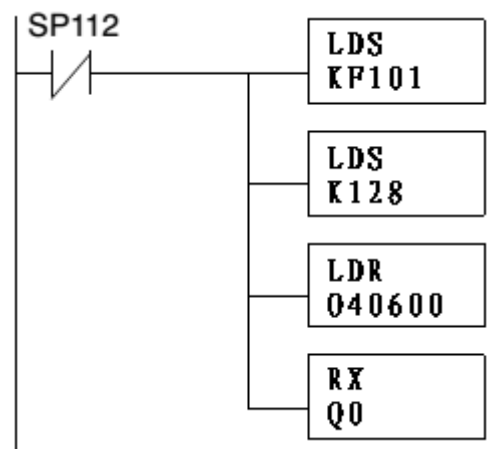 SP112
LDS
KF101
LDS
K128
LDR
O40600
RX
Q0